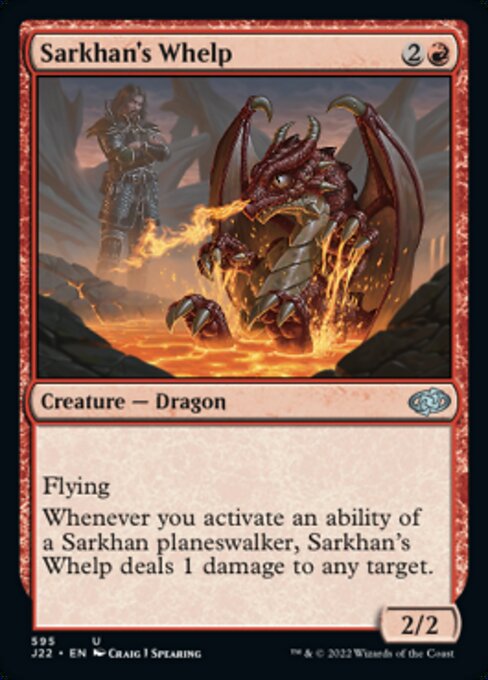 Sarkhan's Whelp 2
Creature — Dragon
Flying
Whenever you activate an ability of
a Sarkhan planeswalker, Sarkhan's
Whelp deals 1 damage to any target.
2/2
595 U
J22 • EN Craig J Spearing
™ & © 2022 Wizards of the Coast